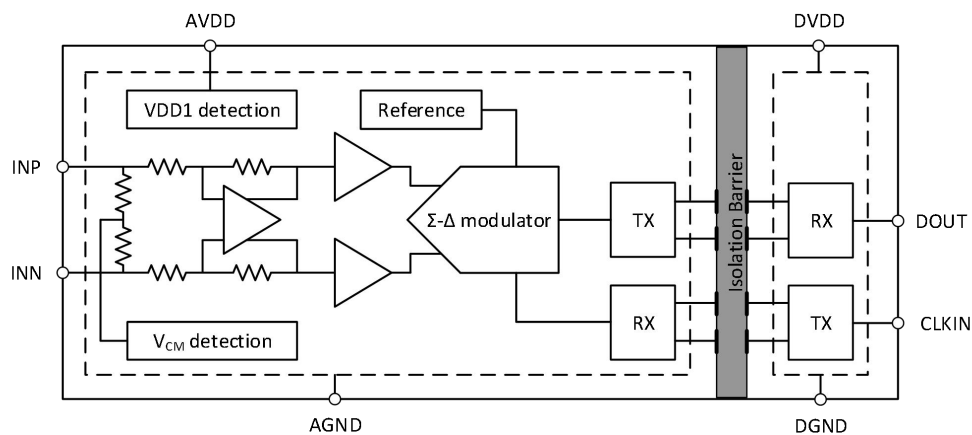 AVDD
DVDD
VDD1 detection
Reference
INP
Σ-Δ modulator
TX
Isolation Barrier
RX
DOUT
INN
VCM detection
RX
TX
CLKIN
AGND
DGND